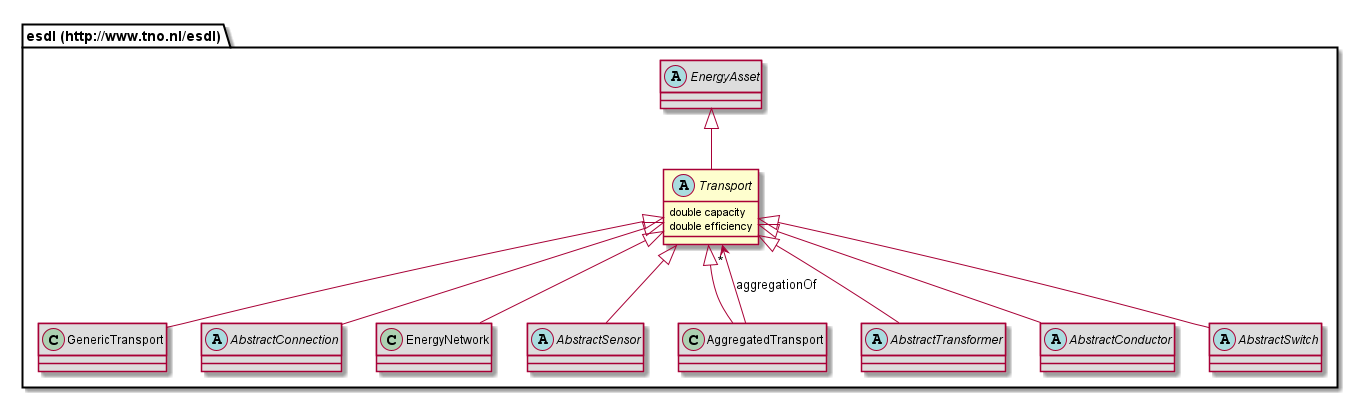 esdl (http://www.tno.nl/esdl)
A EnergyAsset
A Transport
double capacity
double efficiency
*
aggregationOf
C GenericTransport
A AbstractConnection
C EnergyNetwork
A AbstractSensor
C AggregatedTransport
A AbstractTransformer
A AbstractConductor
A AbstractSwitch